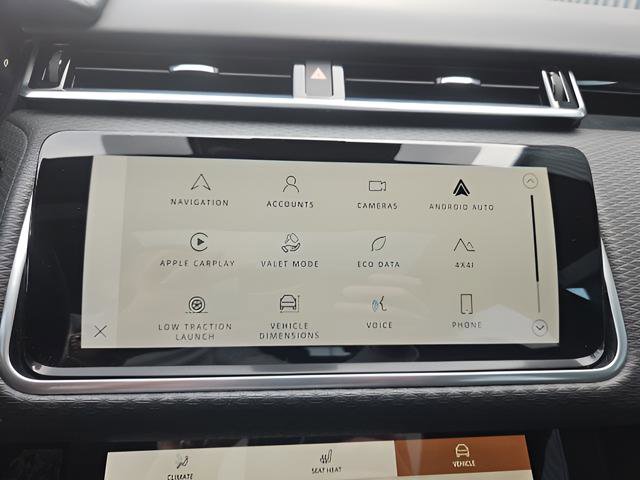 NAVIGATION
ACCOUNTS
CAMERAS
ANDROID AUTO
APPLE CARPLAY
VALET MODE
ECO DATA
4X4I
LOW TRACTION
LAUNCH
VEHICLE
DIMENSIONS
VOICE
PHONE
CLIMATE
SEAT HEAT
VEHICLE